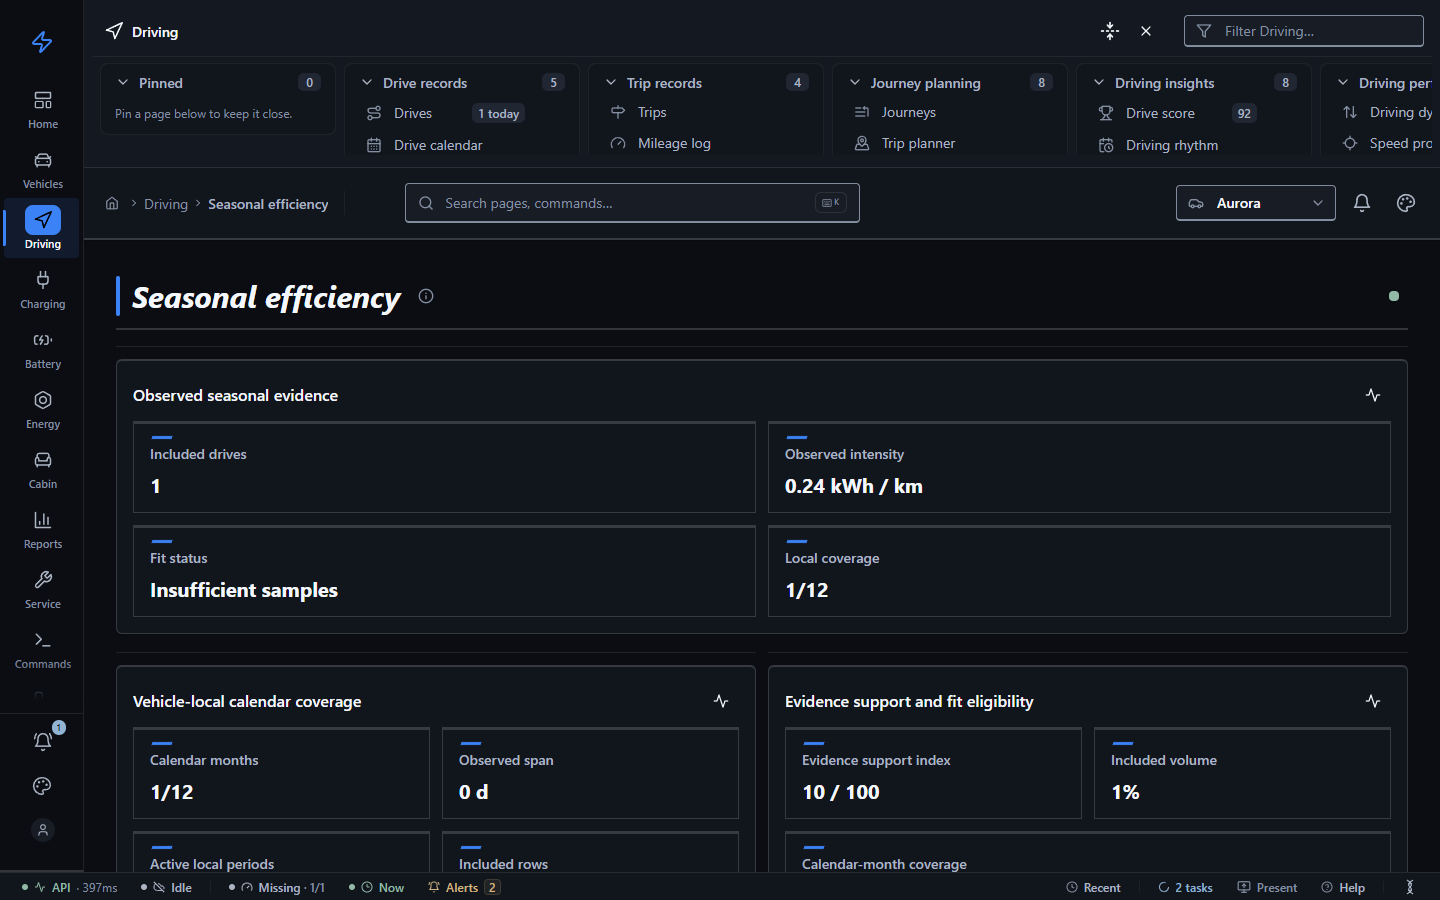 Driving
Filter Driving...
Pinned 0
Pin a page below to keep it close.
Drive records 5
Drives 1 today
Drive calendar
Trip records 4
Trips
Mileage log
Journey planning 8
Journeys
Trip planner
Driving insights 8
Drive score 92
Driving rhythm
Driving per
Driving dy
Speed pro
Home
Vehicles
Driving
Charging
Battery
Energy
Cabin
Reports
Service
Commands
1
Driving
Seasonal efficiency
Search pages, commands...
K
Aurora
Seasonal efficiency
Observed seasonal evidence
Included drives
1
Observed intensity
0.24 kWh / km
Fit status
Insufficient samples
Local coverage
1/12
Vehicle-local calendar coverage
Calendar months
1/12
Observed span
0 d
Active local periods
Included rows
Evidence support and fit eligibility
Evidence support index
10 / 100
Included volume
1%
Calendar-month coverage
API · 397ms
Idle
Missing · 1/1
Now
Alerts 2
Recent
2 tasks
Present
Help